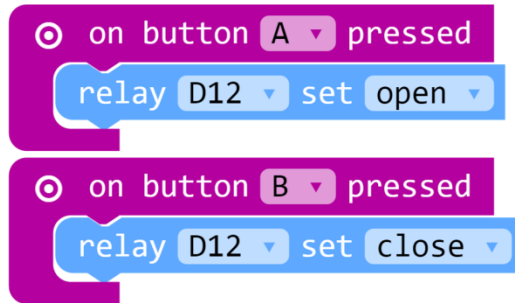 on button A pressed
relay D12 set open
on button B pressed
relay D12 set close